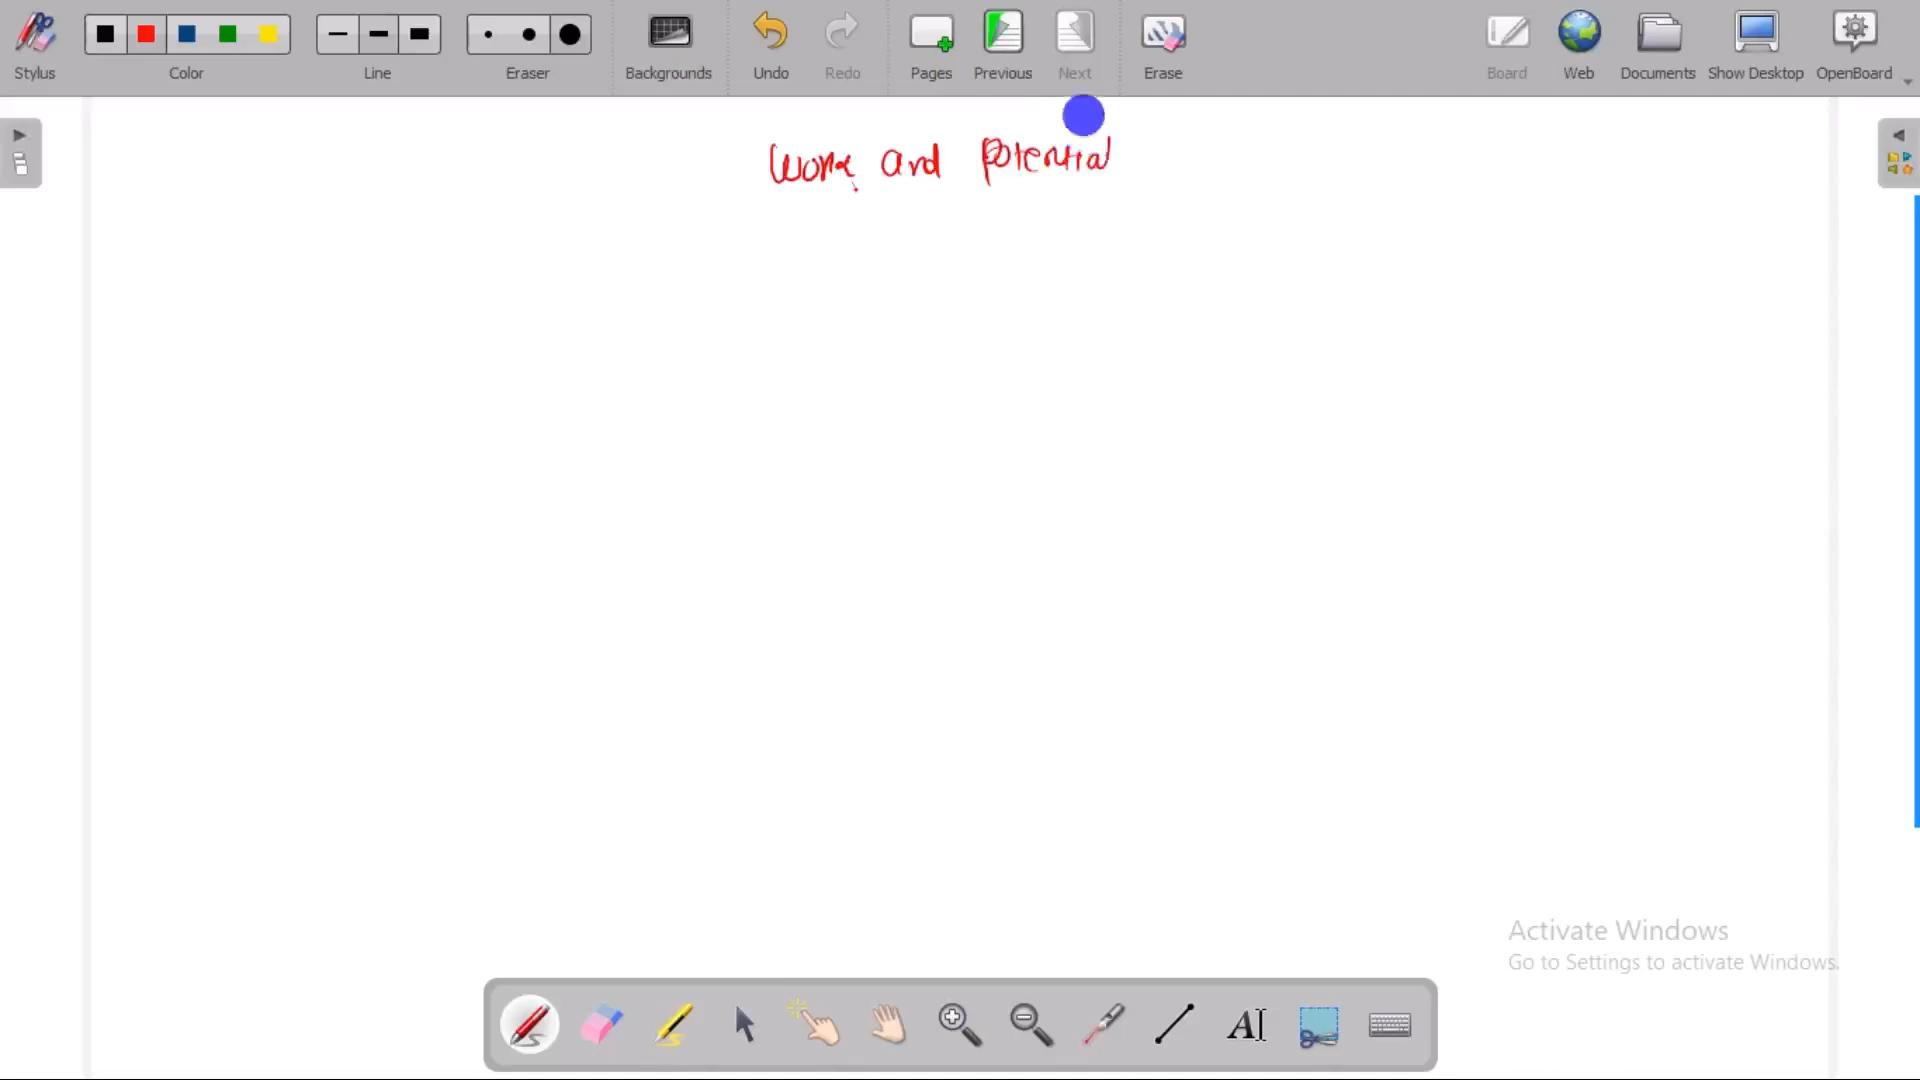 Stylus
Color
Line
Eraser
Backgrounds
Undo
Redo
Pages
Previous
Next
Erase
Board
Web
Documents
Show Desktop
OpenBoard
Work and potential
Activate Windows
Go to Settings to activate Windows.